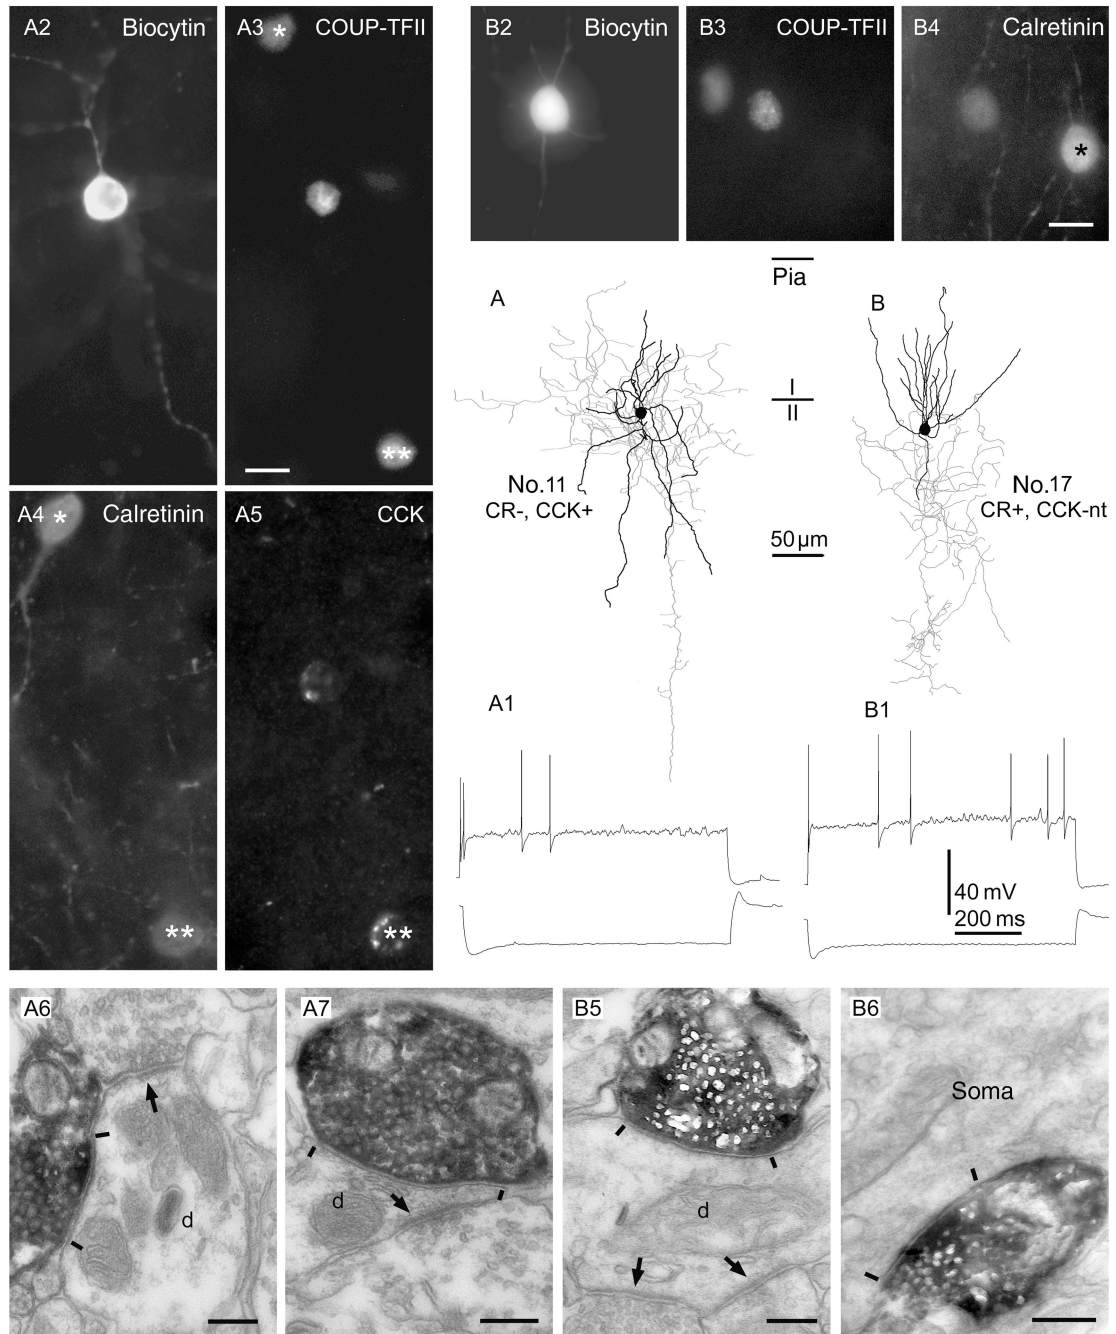 A2 Biocytin
A3 * COUP-TFII
**
B2 Biocytin
B3 COUP-TFII
B4 Calretinin
*
A4 * Calretinin
**
A5 CCK
**
Pia
A
B
I
II
No.11
CR-, CCK+
No.17
CR+, CCK-nt
50 µm
A1
B1
40 mV
200 ms
A6
d
A7
d
B5
d
B6
Soma